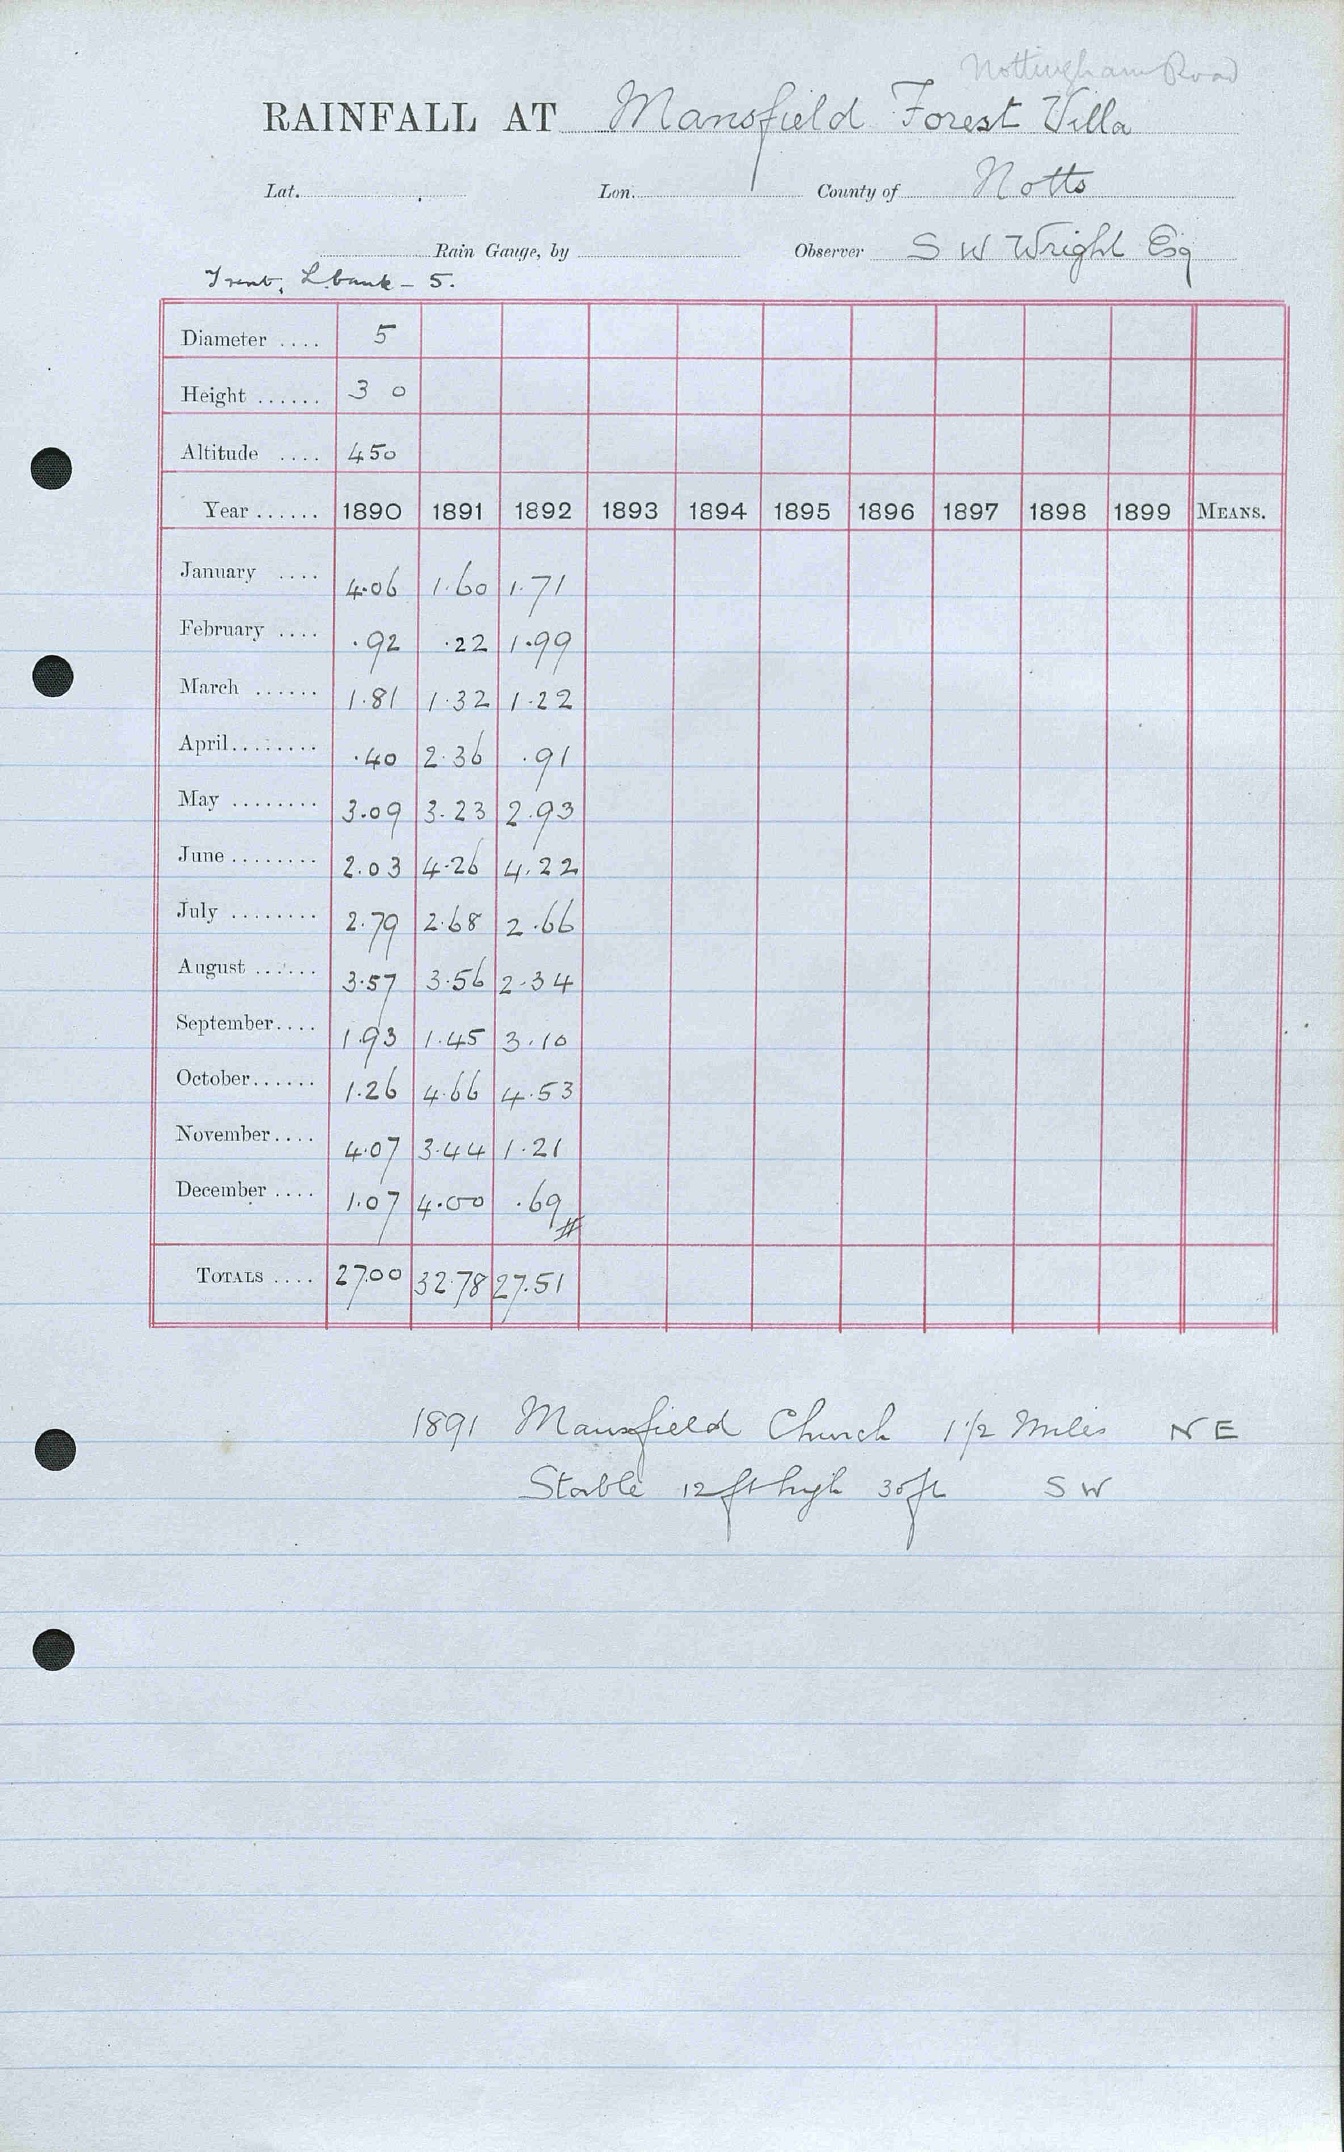 Nottingham Road
RAINFALL AT Mansfield Forest Villa
Lat. Lon. County of Notts
Rain Gauge, by Observer S W Wright Esq
Trent, L bank - 5.
Diameter .... 5
Height ...... 3 0
Altitude .... 450
Year ...... 1890 1891 1892 1893 1894 1895 1896 1897 1898 1899 MEANS.
January .... 4.06 1.60 1.71
February .... .92 .22 1.99
March ...... 1.81 1.32 1.22
April........ .40 2.36 .91
May ........ 3.09 3.23 2.93
June ........ 2.03 4.26 4.22
July ........ 2.79 2.68 2.66
August ...... 3.57 3.56 2.34
September.... 1.93 1.45 3.10
October...... 1.26 4.66 4.53
November.... 4.07 3.44 1.21
December .... 1.07 4.00 .69
TOTALS .... 27.00 32.78 27.51
1891 Mansfield Church 1 1/2 Miles N E
Stable 12 ft high 30 ft S W